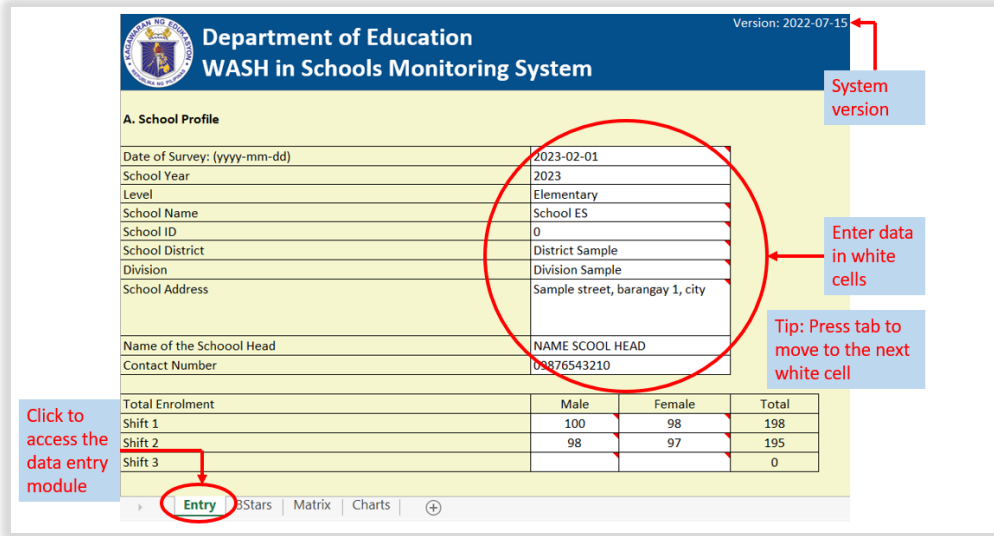 Version: 2022-07-15
Department of Education
WASH in Schools Monitoring System
System
version
A. School Profile
Date of Survey: (yyyy-mm-dd) 2023-02-01
School Year 2023
Level Elementary
School Name School ES
School ID 0
School District District Sample
Division Division Sample
School Address Sample street, barangay 1, city
Enter data
in white
cells
Tip: Press tab to
move to the next
white cell
Name of the Schoool Head NAME SCOOL HEAD
Contact Number 09876543210
Total Enrolment Male Female Total
Shift 1 100 98 198
Shift 2 98 97 195
Shift 3 0
Click to
access the
data entry
module
Entry BStars Matrix Charts